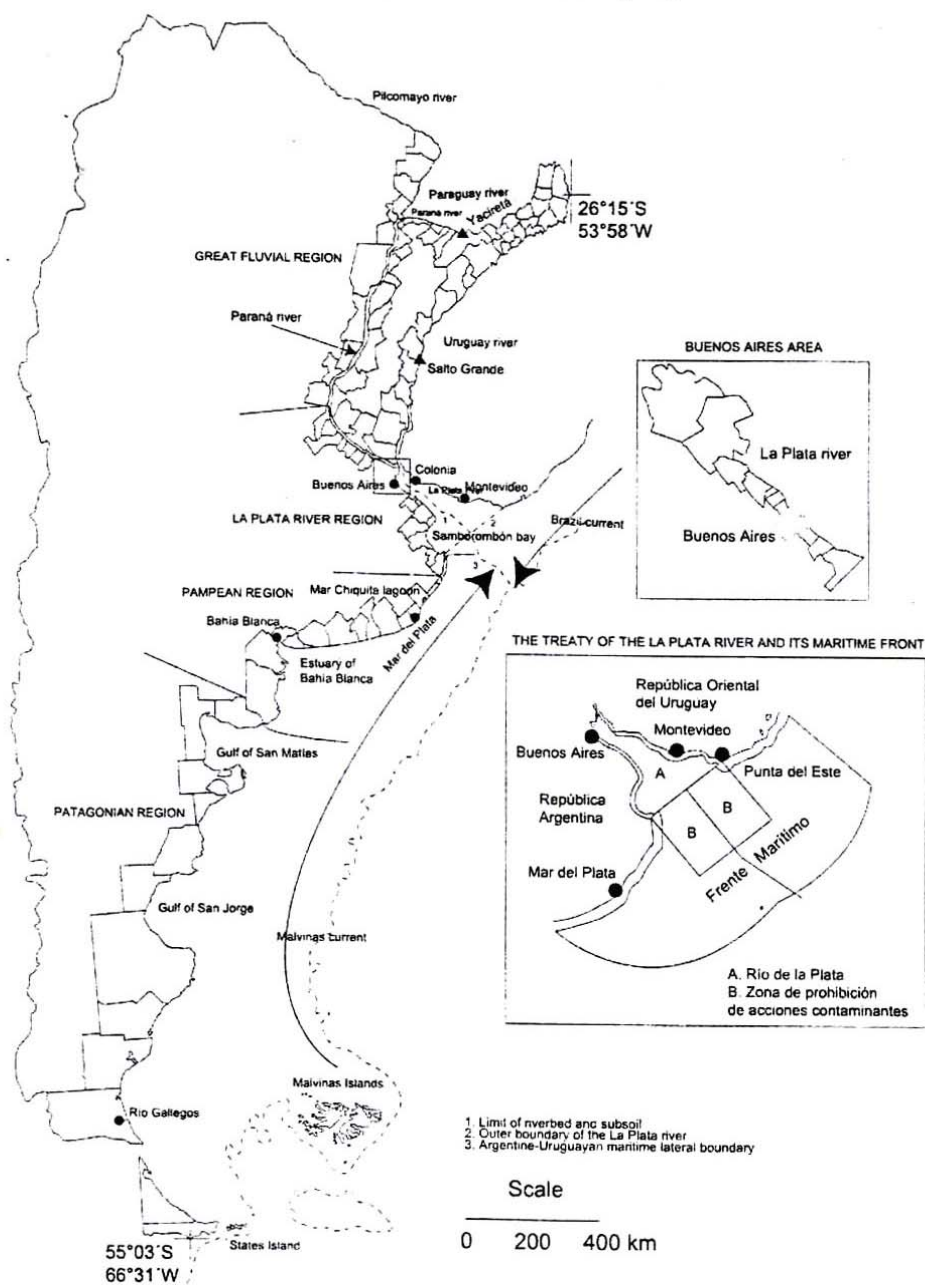 Pilcomayo river
Paraguay river
Paraná river
Yacireta
26°15´S
53°58´W
GREAT FLUVIAL REGION
Paraná river
Uruguay river
Salto Grande
BUENOS AIRES AREA
La Plata river
Buenos Aires
Colonia
Buenos Aires
La Plata river
Montevideo
LA PLATA RIVER REGION
1
2
Brazil current
Samborombón bay
3
PAMPEAN REGION
Mar Chiquita lagoon
Bahía Blanca
Mar del Plata
Estuary of
Bahía Blanca
THE TREATY OF THE LA PLATA RIVER AND ITS MARITIME FRONT
República Oriental
del Uruguay
Montevideo
Buenos Aires
A
Punta del Este
República
Argentina
B
B
Mar del Plata
Frente Marítimo
A. Río de la Plata
B. Zona de prohibición
de acciones contaminantes
Gulf of San Matías
PATAGONIAN REGION
Gulf of San Jorge
Malvinas current
Malvinas Islands
Río Gallegos
1. Limit of riverbed and subsoil
2. Outer boundary of the La Plata river
3. Argentine-Uruguayan maritime lateral boundary
Scale
0 200 400 km
States Island
55°03´S
66°31´W